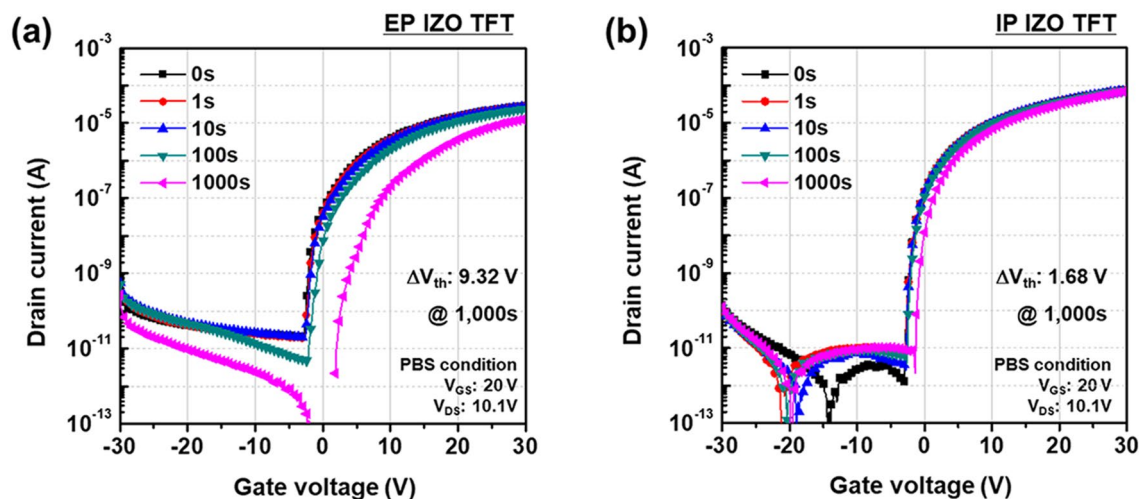 (a)
EP IZO TFT
10⁻³
10⁻⁵
10⁻⁷
10⁻⁹
10⁻¹¹
10⁻¹³
Drain current (A)
0s
1s
10s
100s
1000s
ΔVth: 9.32 V
@ 1,000s
PBS condition
VGS: 20 V
VDS: 10.1V
-30 -20 -10 0 10 20 30
Gate voltage (V)
(b)
IP IZO TFT
10⁻³
10⁻⁵
10⁻⁷
10⁻⁹
10⁻¹¹
10⁻¹³
Drain current (A)
0s
1s
10s
100s
1000s
ΔVth: 1.68 V
@ 1,000s
PBS condition
VGS: 20V
VDS: 10.1V
-30 -20 -10 0 10 20 30
Gate voltage (V)